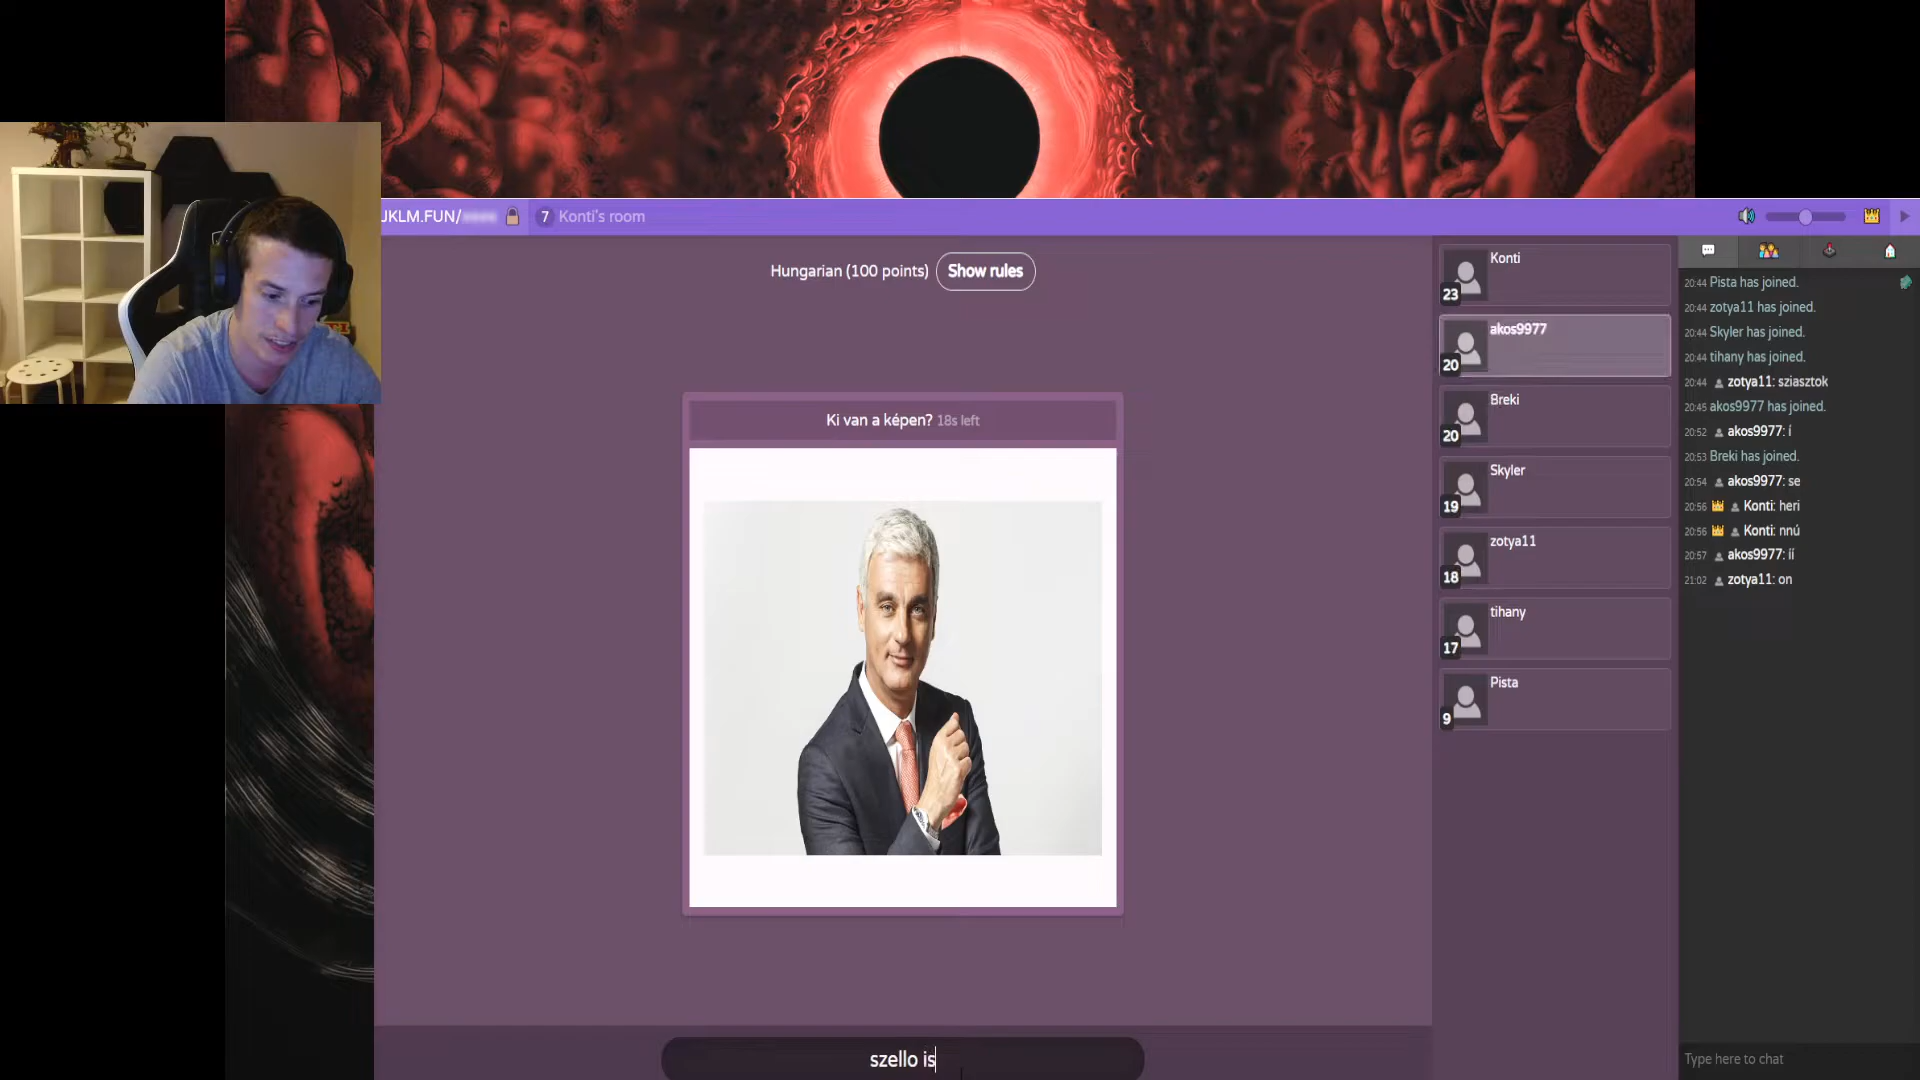 JKLM.FUN/
7 Konti's room
Hungarian (100 points) Show rules
Ki van a képen? 18s left
szello is
Konti
23
akos9977
20
Breki
20
Skyler
19
zotya11
18
tihany
17
Pista
9
20:44 Pista has joined.
20:44 zotya11 has joined.
20:44 Skyler has joined.
20:44 tihany has joined.
20:44 zotya11: sziasztok
20:45 akos9977 has joined.
20:52 akos9977: í
20:53 Breki has joined.
20:54 akos9977: se
20:56 Konti: heri
20:56 Konti: nnú
20:57 akos9977: íí
21:02 zotya11: on
Type here to chat